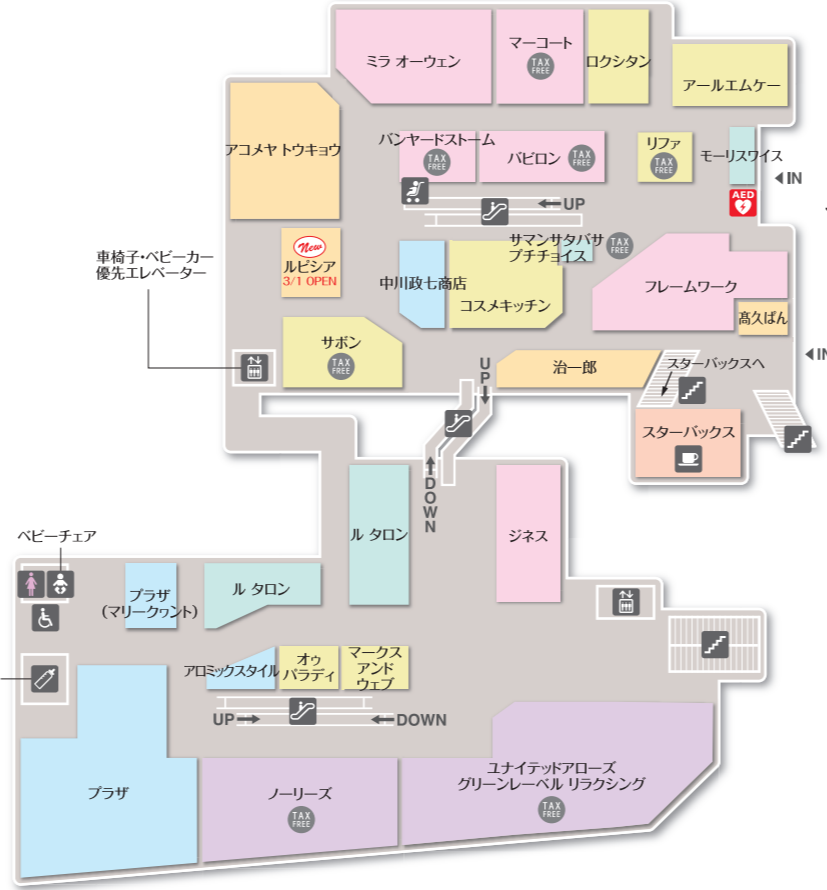 ミラ オーウェン
マーコート
TAX
FREE
ロクシタン
アールエムケー
アコメヤ トウキョウ
バンヤードストーム
TAX
FREE
バビロン
TAX
FREE
リファ
TAX
FREE
モーリスワイス
IN
AED
UP
New
ルピシア
3/1 OPEN
車椅子・ベビーカー
優先エレベーター
中川政七商店
サマンサタバサ
プチチョイス
TAX
FREE
コスメキッチン
フレームワーク
髙久ぱん
サボン
TAX
FREE
UP
治一郎
スターバックスへ
IN
スターバックス
DOWN
ル タロン
ジネス
ベビーチェア
プラザ
(マリークヮント)
ル タロン
アロミックスタイル
オゥ
パラディ
マークス
アンド
ウェブ
UP
DOWN
プラザ
ノーリーズ
TAX
FREE
ユナイテッドアローズ
グリーンレーベル リラクシング
TAX
FREE